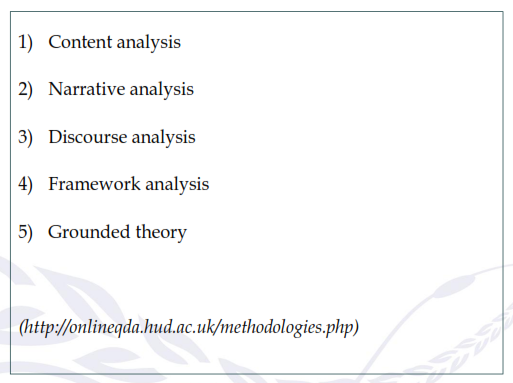 1) Content analysis
2) Narrative analysis
3) Discourse analysis
4) Framework analysis
5) Grounded theory
(http://onlineqda.hud.ac.uk/methodologies.php)